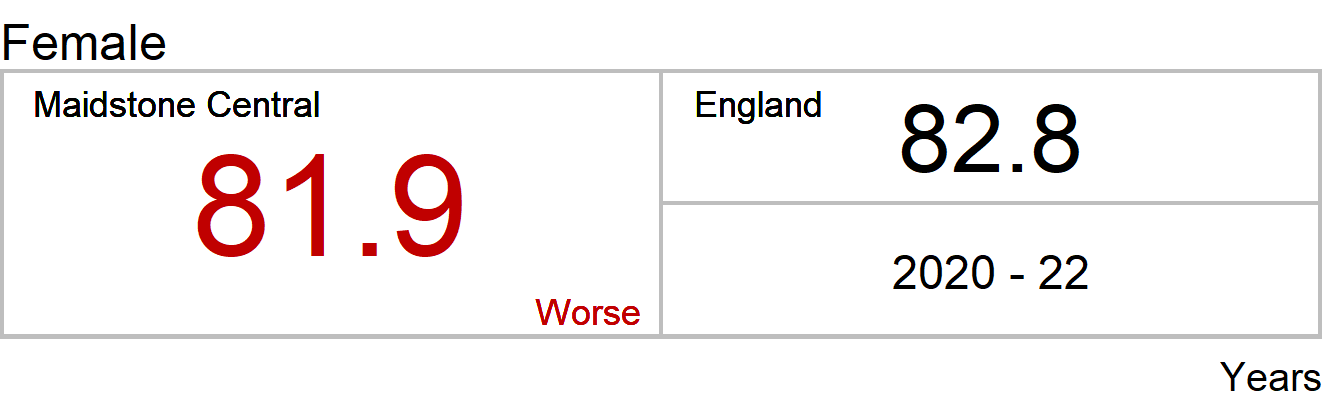 Female
Maidstone Central
81.9
Worse
England
82.8
2020 - 22
Years